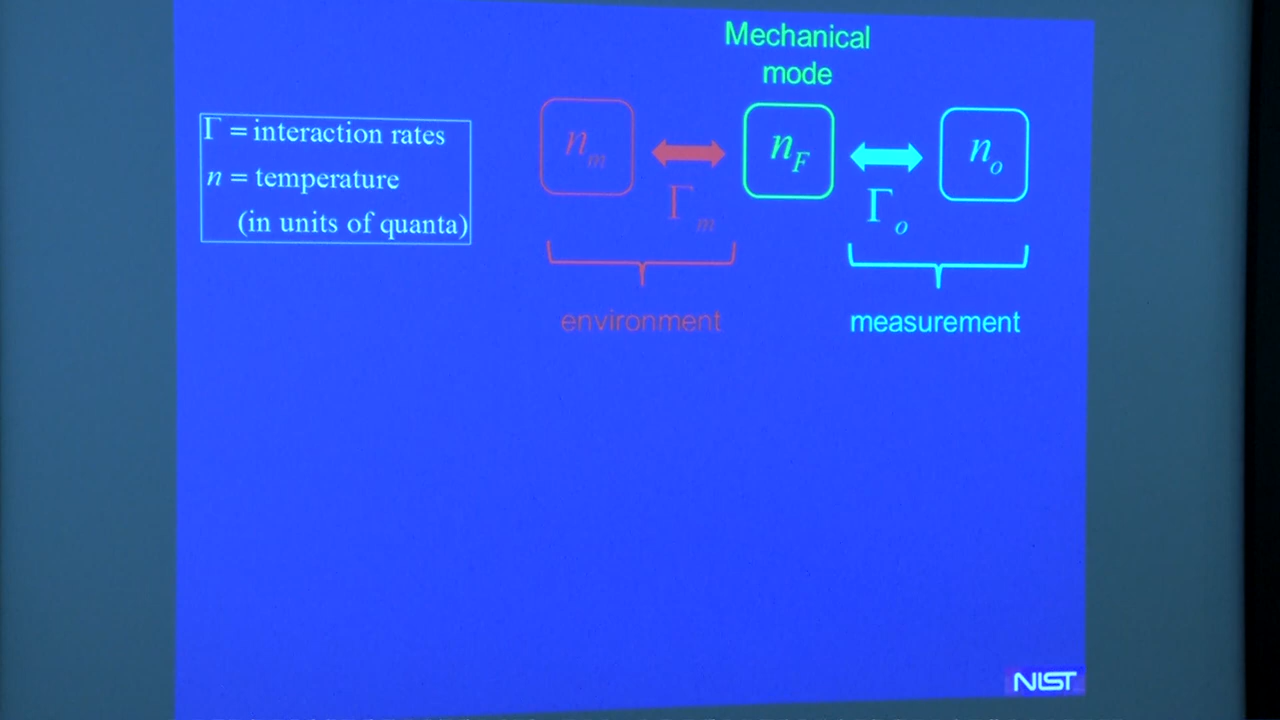 Mechanical
mode
Γ = interaction rates
n = temperature
(in units of quanta)
n_m
Γ_m
n_F
Γ_o
n_o
environment
measurement
NIST